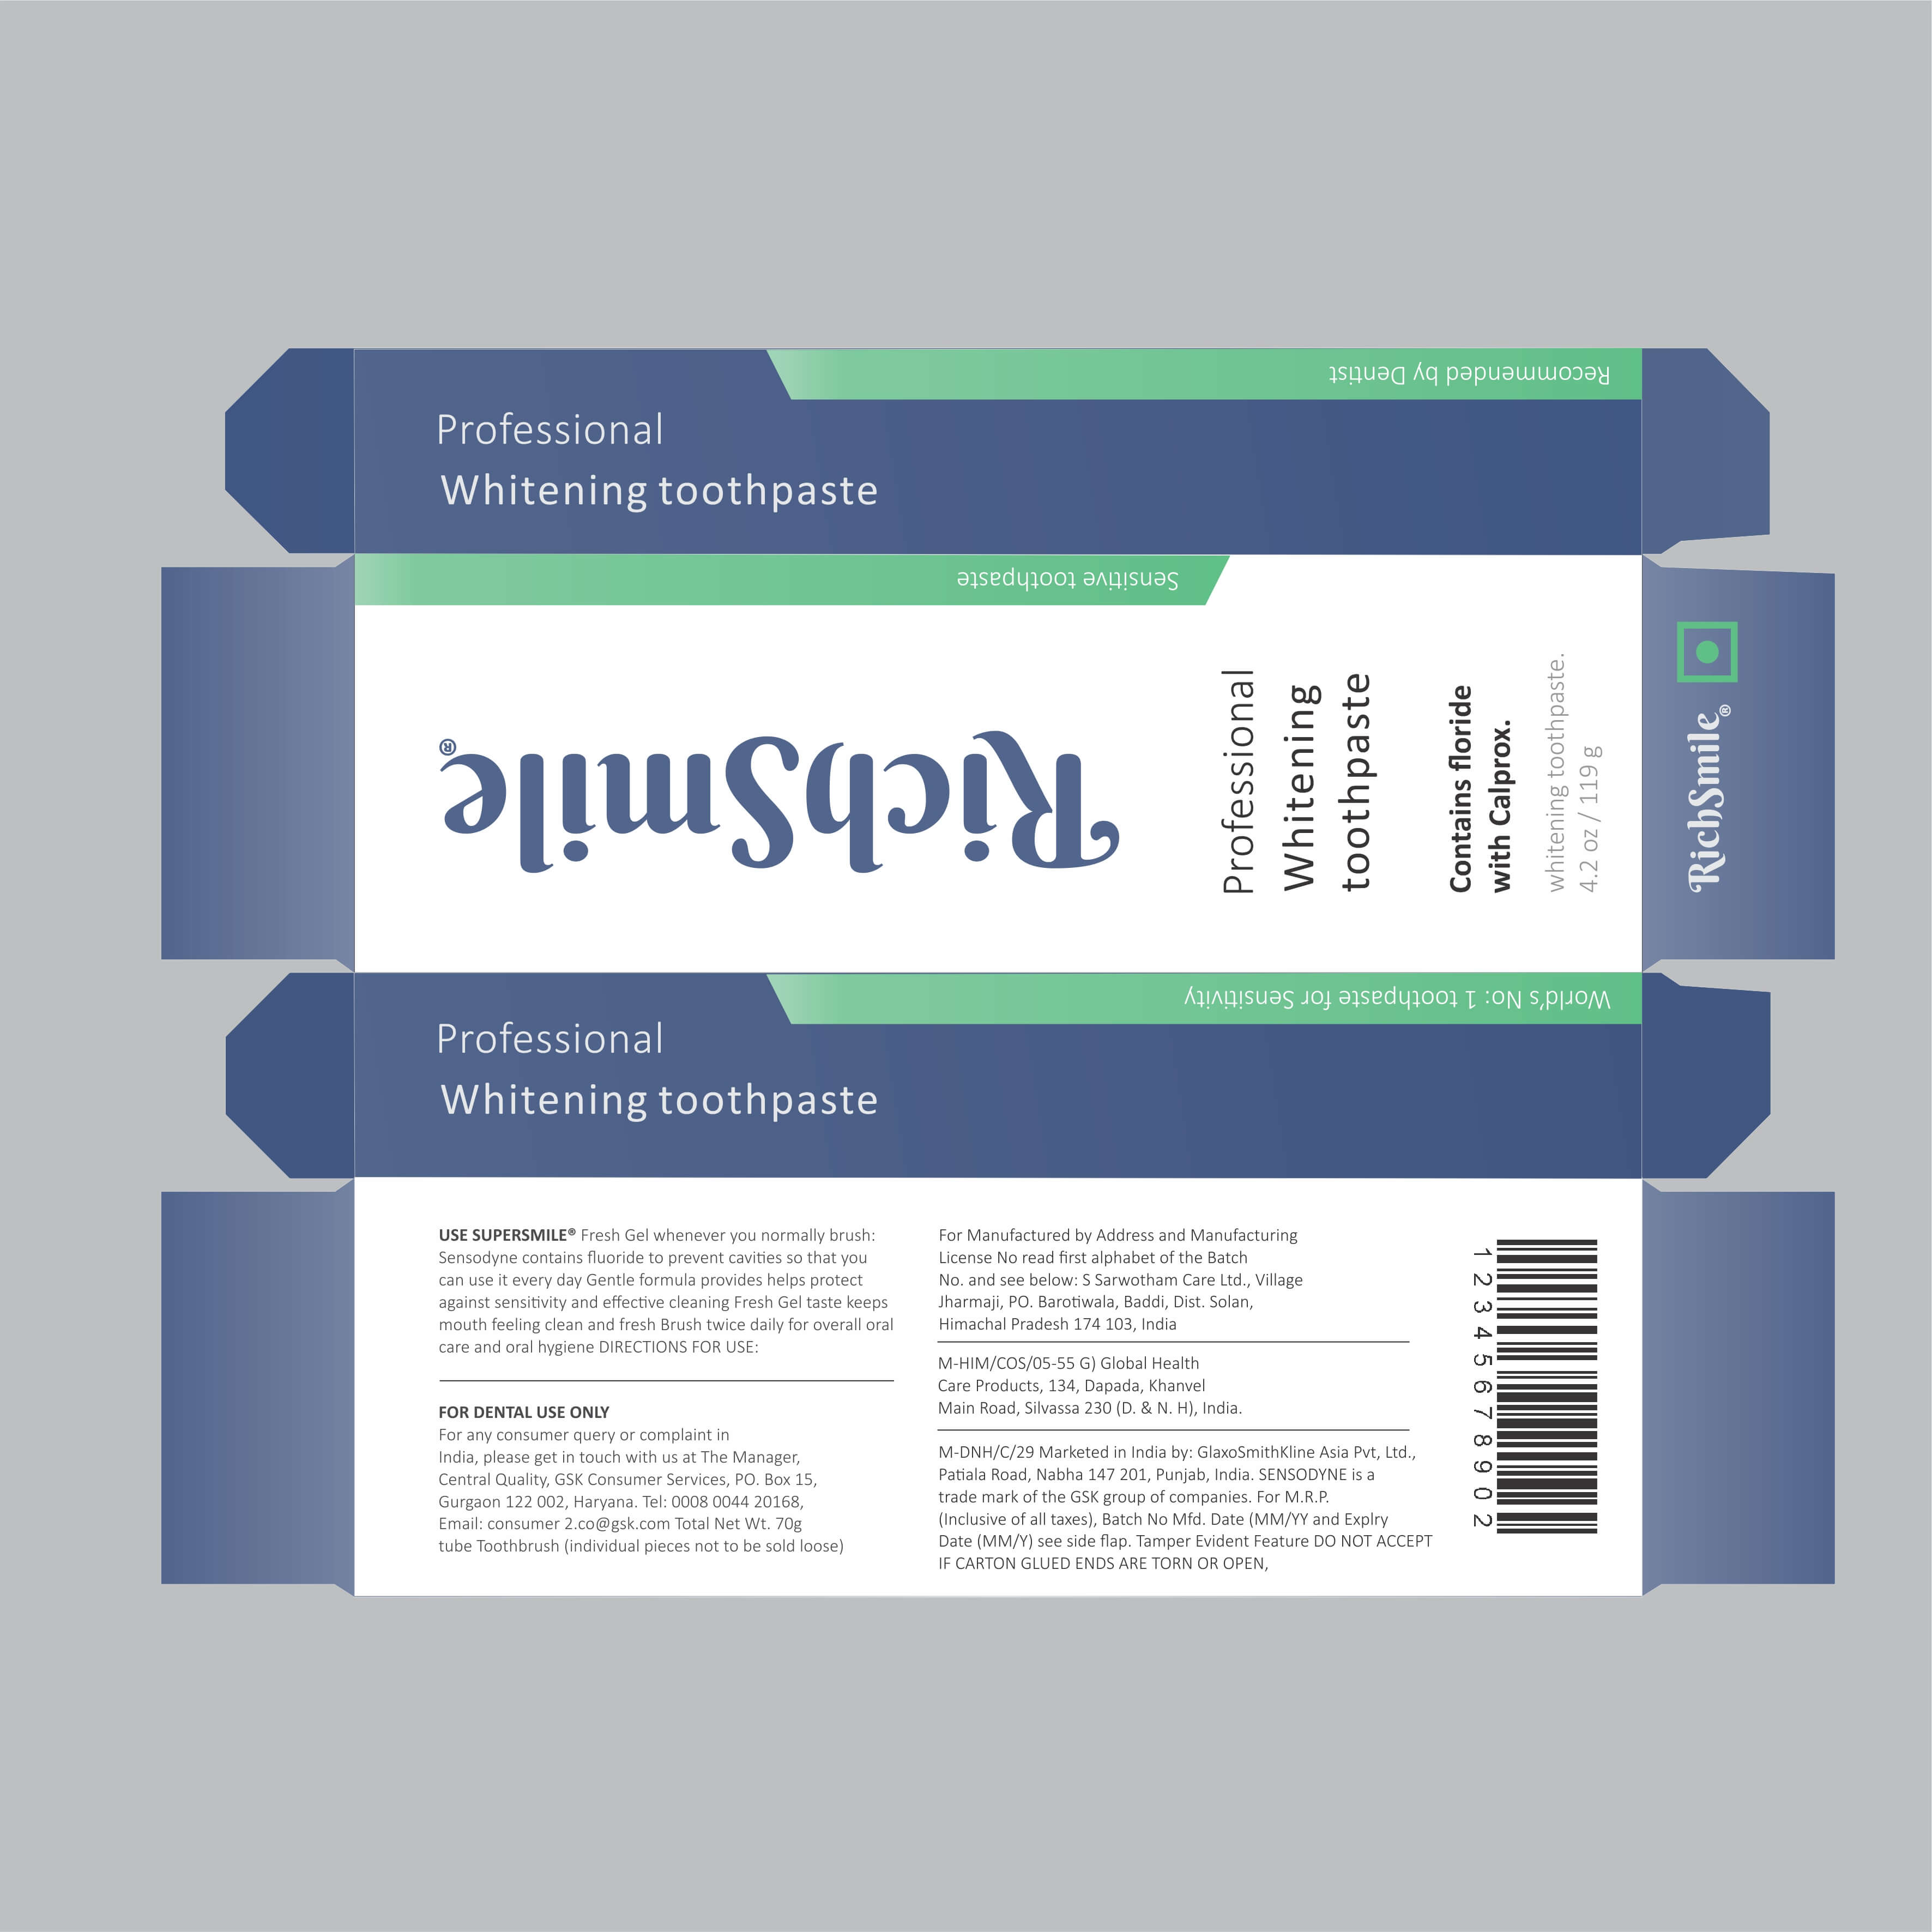 Recommended by Dentist
Professional
Whitening toothpaste
Sensitive toothpaste
RichSmile®
Professional
Whitening
toothpaste
Contains floride
with Calprox.
whitening toothpaste.
4.2 oz / 119 g
RichSmile®
World's No: 1 toothpaste for Sensitivity
Professional
Whitening toothpaste
USE SUPERSMILE® Fresh Gel whenever you normally brush:
Sensodyne contains fluoride to prevent cavities so that you
can use it every day Gentle formula provides helps protect
against sensitivity and effective cleaning Fresh Gel taste keeps
mouth feeling clean and fresh Brush twice daily for overall oral
care and oral hygiene DIRECTIONS FOR USE:
FOR DENTAL USE ONLY
For any consumer query or complaint in
India, please get in touch with us at The Manager,
Central Quality, GSK Consumer Services, PO. Box 15,
Gurgaon 122 002, Haryana. Tel: 0008 0044 20168,
Email: consumer 2.co@gsk.com Total Net Wt. 70g
tube Toothbrush (individual pieces not to be sold loose)
For Manufactured by Address and Manufacturing
License No read first alphabet of the Batch
No. and see below: S Sarwotham Care Ltd., Village
Jharmaji, PO. Barotiwala, Baddi, Dist. Solan,
Himachal Pradesh 174 103, India
M-HIM/COS/05-55 G) Global Health
Care Products, 134, Dapada, Khanvel
Main Road, Silvassa 230 (D. & N. H), India.
M-DNH/C/29 Marketed in India by: GlaxoSmithKline Asia Pvt, Ltd.,
Patiala Road, Nabha 147 201, Punjab, India. SENSODYNE is a
trade mark of the GSK group of companies. For M.R.P.
(Inclusive of all taxes), Batch No Mfd. Date (MM/YY and Explry
Date (MM/Y) see side flap. Tamper Evident Feature DO NOT ACCEPT
IF CARTON GLUED ENDS ARE TORN OR OPEN,
12345678902